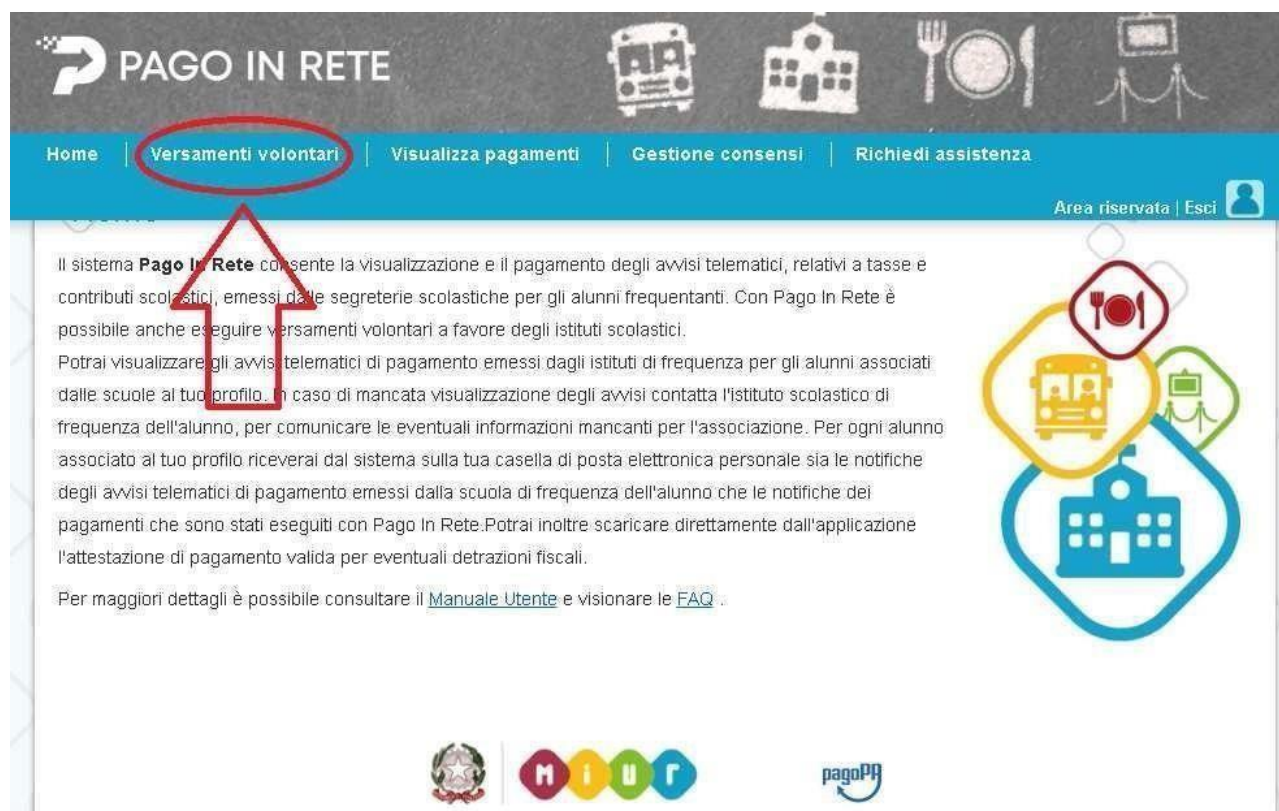 PAGO IN RETE
Home | Versamenti volontari | Visualizza pagamenti | Gestione consensi | Richiedi assistenza
Area riservata | Esci
Il sistema Pago In Rete consente la visualizzazione e il pagamento degli avvisi telematici, relativi a tasse e
contributi scolastici, emessi dalle segreterie scolastiche per gli alunni frequentanti. Con Pago In Rete è
possibile anche eseguire versamenti volontari a favore degli istituti scolastici.
Potrai visualizzare gli avvisi telematici di pagamento emessi dagli istituti di frequenza per gli alunni associati
dalle scuole al tuo profilo. In caso di mancata visualizzazione degli avvisi contatta l'istituto scolastico di
frequenza dell'alunno, per comunicare le eventuali informazioni mancanti per l'associazione. Per ogni alunno
associato al tuo profilo riceverai dal sistema sulla tua casella di posta elettronica personale sia le notifiche
degli avvisi telematici di pagamento emessi dalla scuola di frequenza dell'alunno che le notifiche dei
pagamenti che sono stati eseguiti con Pago In Rete.Potrai inoltre scaricare direttamente dall'applicazione
l'attestazione di pagamento valida per eventuali detrazioni fiscali.
Per maggiori dettagli è possibile consultare il Manuale Utente e visionare le FAQ .
MIUr
pagoPA